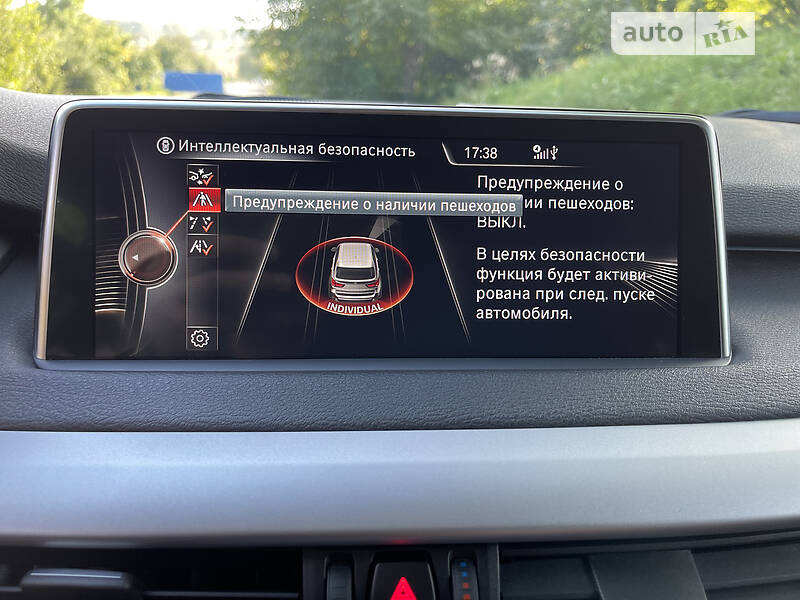 auto RIA
Интеллектуальная безопасность
17:38
Предупреждение о наличии пешеходов
Предупреждение о
ии пешеходов:
ВЫКЛ.
В целях безопасности
функция будет активи-
рована при след. пуске
автомобиля.
INDIVIDUAL